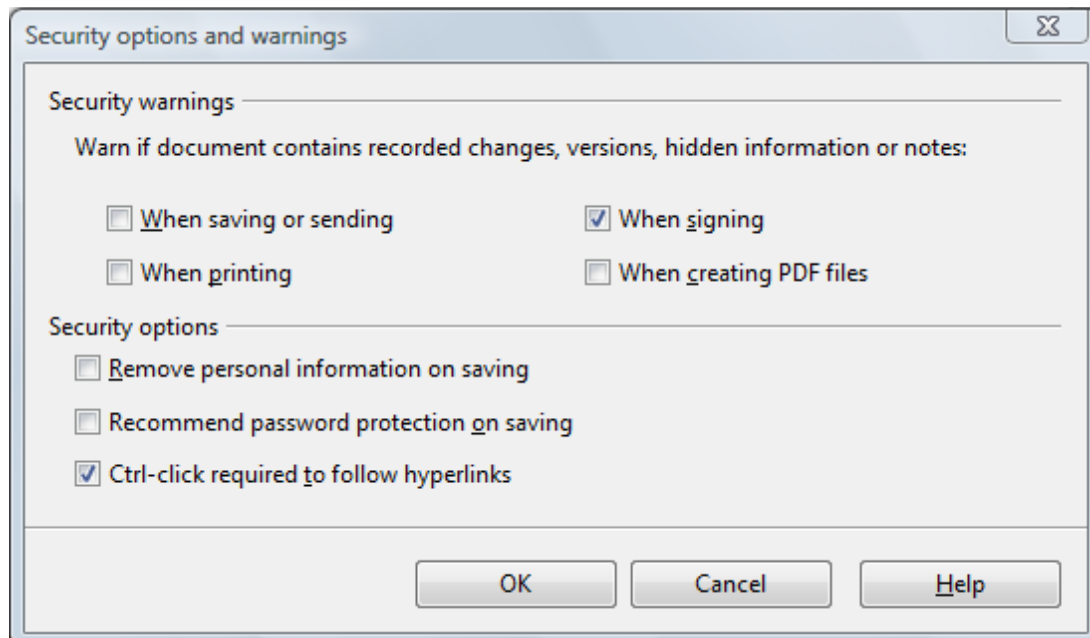 Security options and warnings
Security warnings
Warn if document contains recorded changes, versions, hidden information or notes:
When saving or sending
When signing
When printing
When creating PDF files
Security options
Remove personal information on saving
Recommend password protection on saving
Ctrl-click required to follow hyperlinks
OK
Cancel
Help